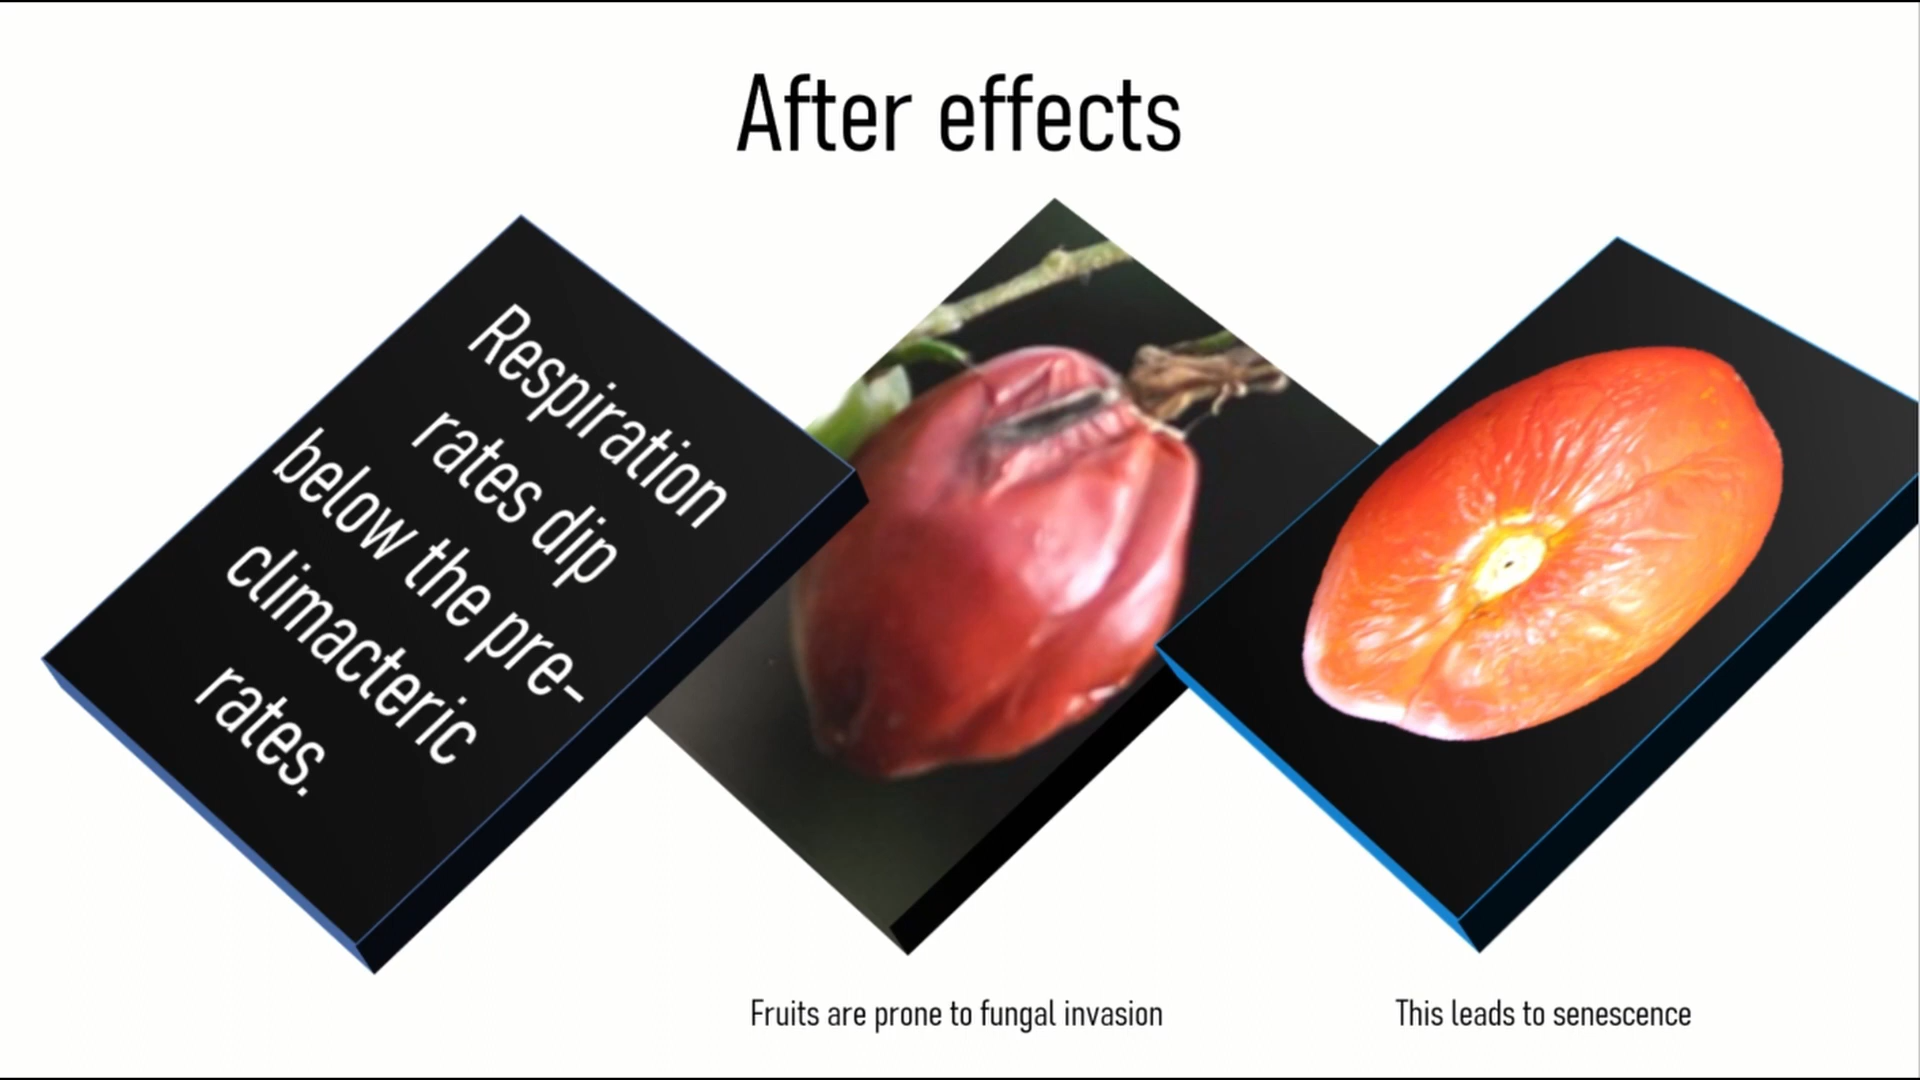 After effects
Respiration
rates dip
below the pre-
climacteric
rates.
Fruits are prone to fungal invasion
This leads to senescence